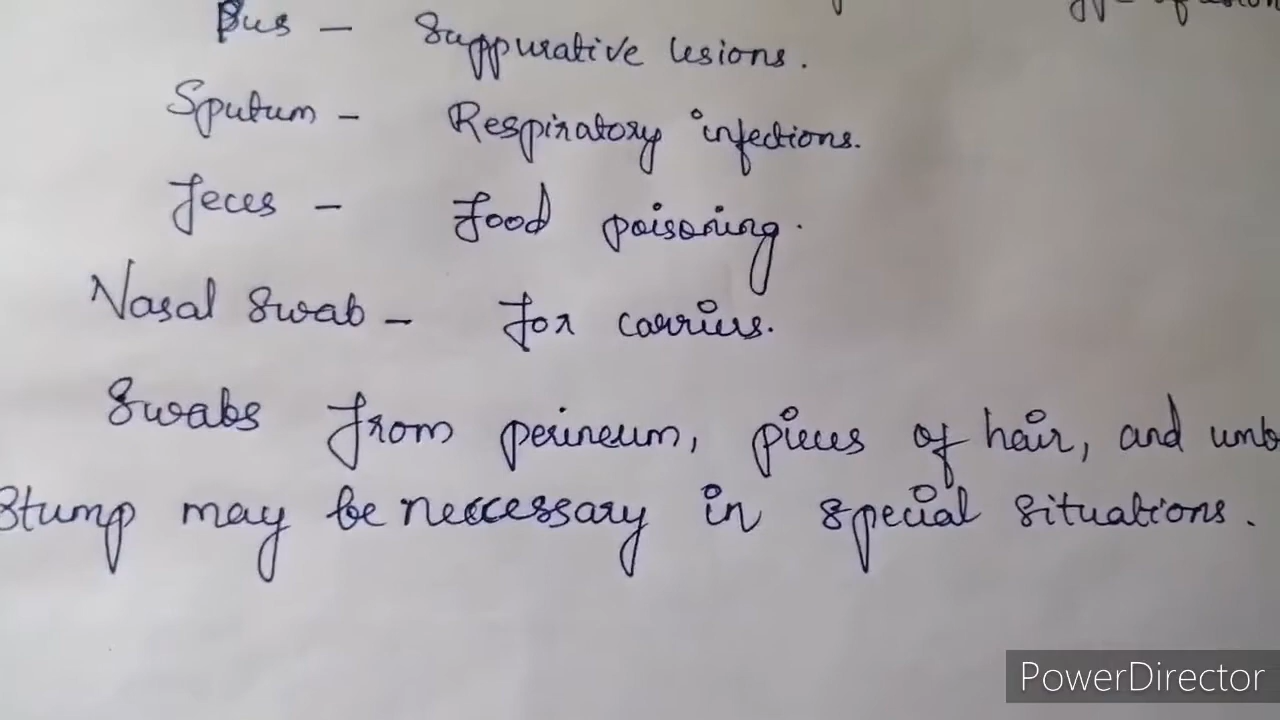 Pus – Suppurative lesions.
Sputum – Respiratory infections.
Feces – Food poisoning.
Nasal swab – For carriers.
Swabs from perineum, pieces of hair, and umb
Stump may be neccessary in special situations.
PowerDirector